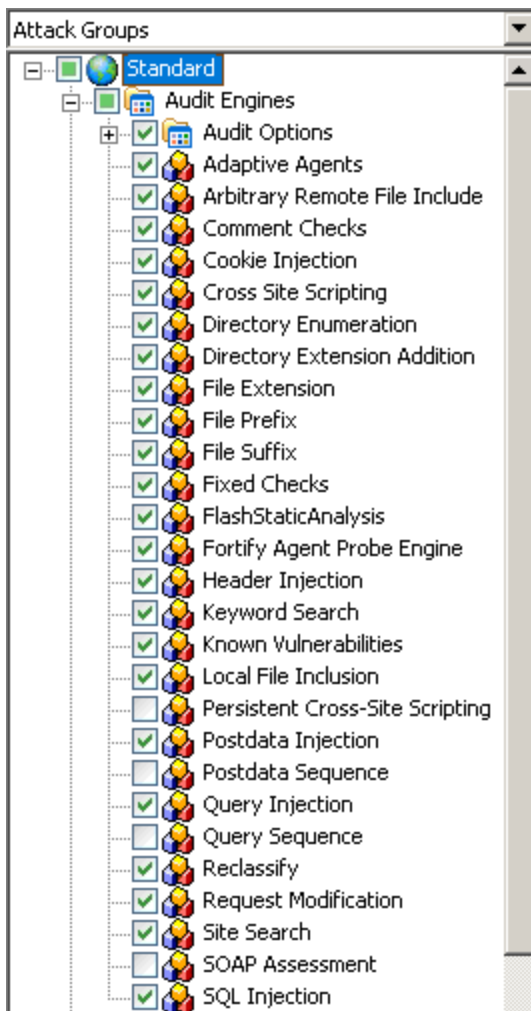 Attack Groups
Standard
Audit Engines
Audit Options
Adaptive Agents
Arbitrary Remote File Include
Comment Checks
Cookie Injection
Cross Site Scripting
Directory Enumeration
Directory Extension Addition
File Extension
File Prefix
File Suffix
Fixed Checks
FlashStaticAnalysis
Fortify Agent Probe Engine
Header Injection
Keyword Search
Known Vulnerabilities
Local File Inclusion
Persistent Cross-Site Scripting
Postdata Injection
Postdata Sequence
Query Injection
Query Sequence
Reclassify
Request Modification
Site Search
SOAP Assessment
SQL Injection